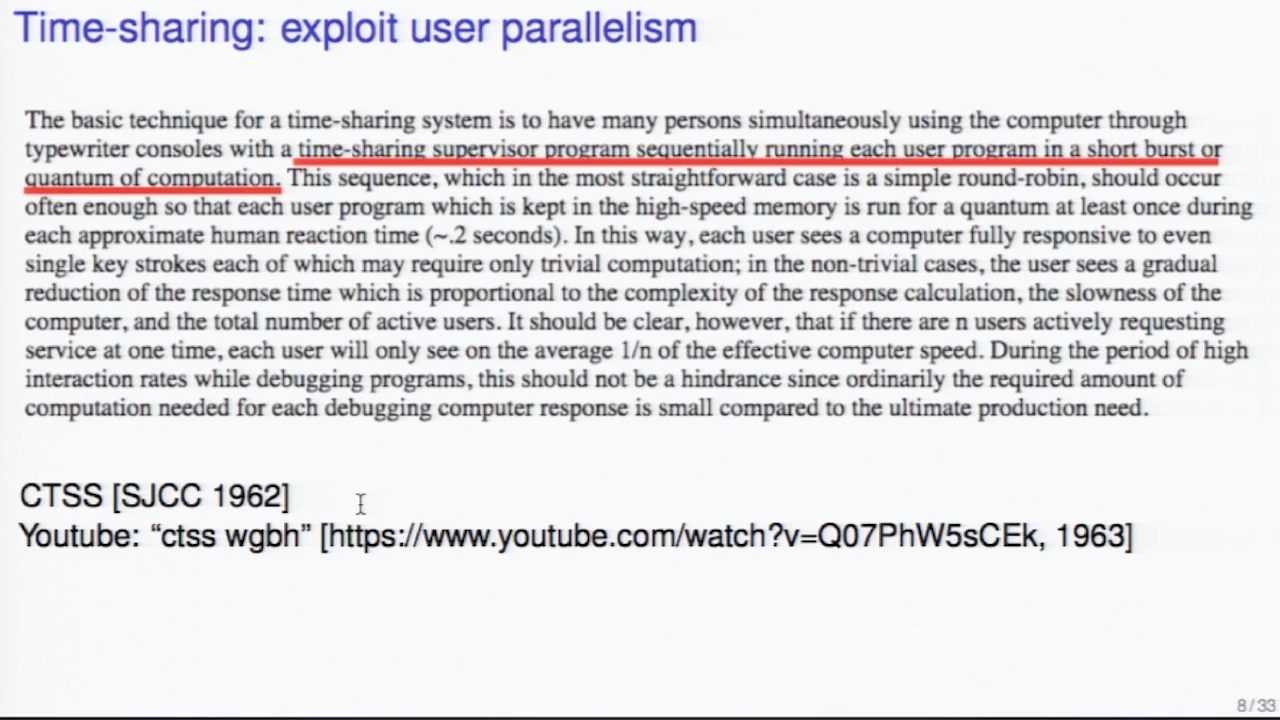 Time-sharing: exploit user parallelism
The basic technique for a time-sharing system is to have many persons simultaneously using the computer through
typewriter consoles with a time-sharing supervisor program sequentially running each user program in a short burst or
quantum of computation. This sequence, which in the most straightforward case is a simple round-robin, should occur
often enough so that each user program which is kept in the high-speed memory is run for a quantum at least once during
each approximate human reaction time (~.2 seconds). In this way, each user sees a computer fully responsive to even
single key strokes each of which may require only trivial computation; in the non-trivial cases, the user sees a gradual
reduction of the response time which is proportional to the complexity of the response calculation, the slowness of the
computer, and the total number of active users. It should be clear, however, that if there are n users actively requesting
service at one time, each user will only see on the average 1/n of the effective computer speed. During the period of high
interaction rates while debugging programs, this should not be a hindrance since ordinarily the required amount of
computation needed for each debugging computer response is small compared to the ultimate production need.
CTSS [SJCC 1962]
Youtube: “ctss wgbh” [https://www.youtube.com/watch?v=Q07PhW5sCEk, 1963]
8/33